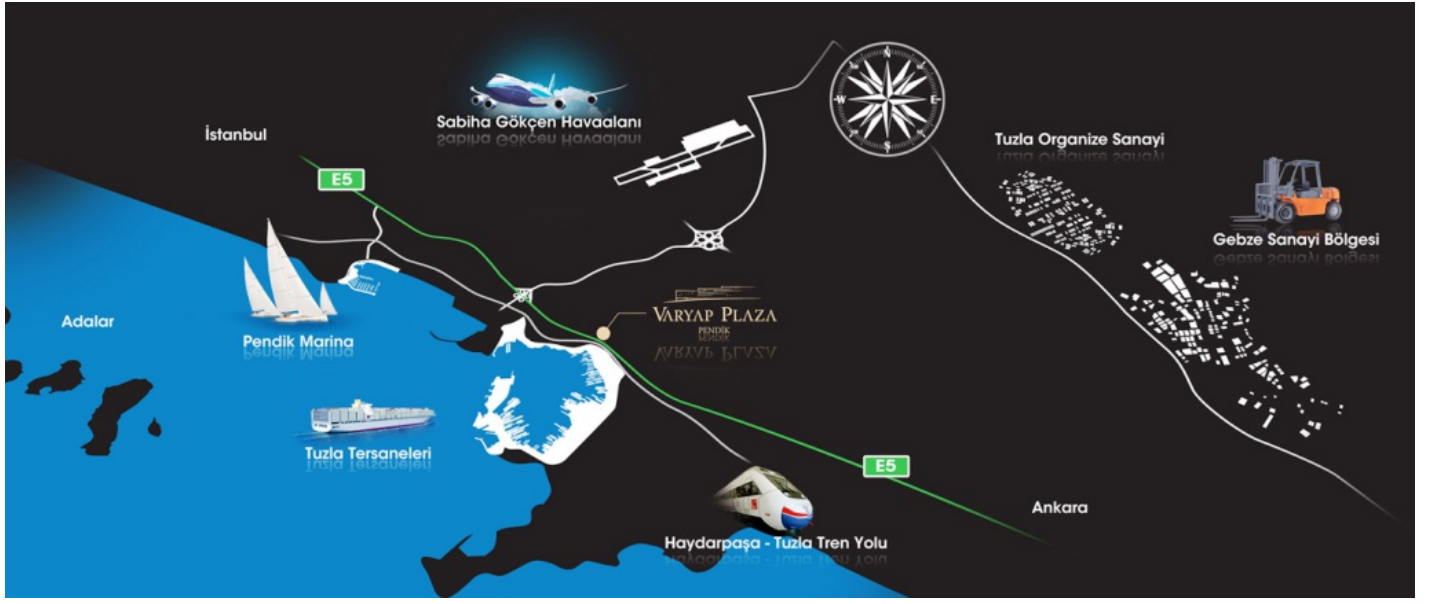 Sabiha Gökçen Havaalanı
İstanbul
E5
N
W
E
S
Tuzla Organize Sanayi
Gebze Sanayi Bölgesi
Adalar
Pendik Marina
VARYAP PLAZA
PENDİK
Tuzla Tersaneleri
E5
Ankara
Haydarpaşa - Tuzla Tren Yolu